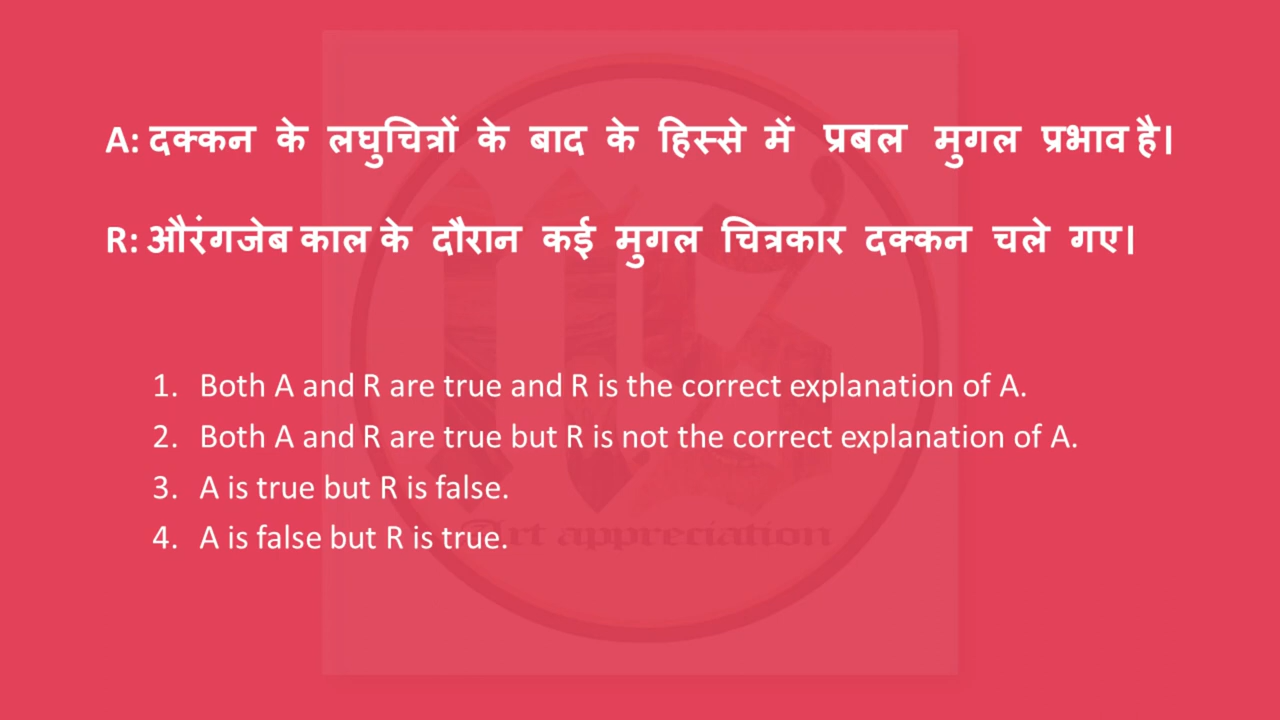 A: दक्कन के लघुचित्रों के बाद के हिस्से में प्रबल मुगल प्रभाव है।
R: औरंगजेब काल के दौरान कई मुगल चित्रकार दक्कन चले गए।
1. Both A and R are true and R is the correct explanation of A.
2. Both A and R are true but R is not the correct explanation of A.
3. A is true but R is false.
4. A is false but R is true.
Art appreciation